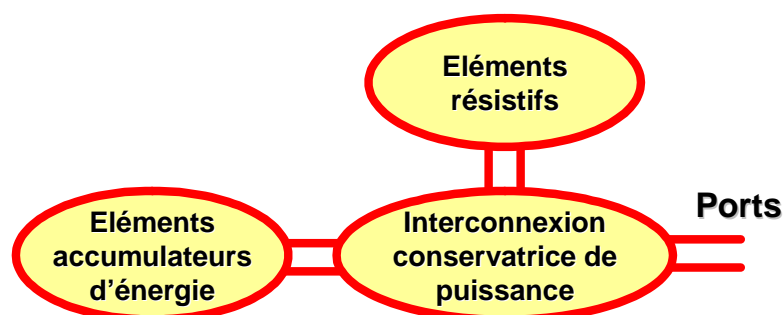 Eléments
résistifs
Ports
Eléments
accumulateurs
d'énergie
Interconnexion
conservatrice de
puissance